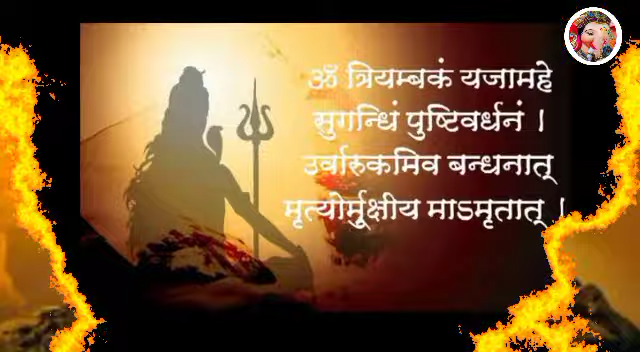 ॐ त्रियम्बकं यजामहे
सुगन्धिं पुष्टिवर्धनं ।
उर्वारुकमिव बन्धनात्
मृत्योर्मुक्षीय माऽमृतात् ।